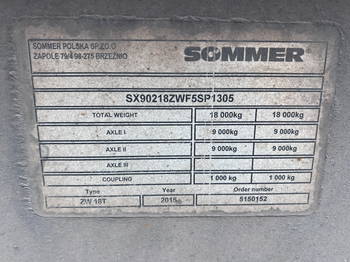 SOMMER POLSKA SP.ZO.O
ZAPOLE 79/4 98-275 BRZEŹNIO
SOMMER
SX90218ZWF5SP1305
TOTAL WEIGHT 18 000kg 18 000kg
AXLE I 9 000kg 9 000kg
AXLE II 9 000kg 9 000kg
AXLE III
COUPLING 1 000 kg 1 000 kg
Type Year Order number
ZW 18T 2015 5150152